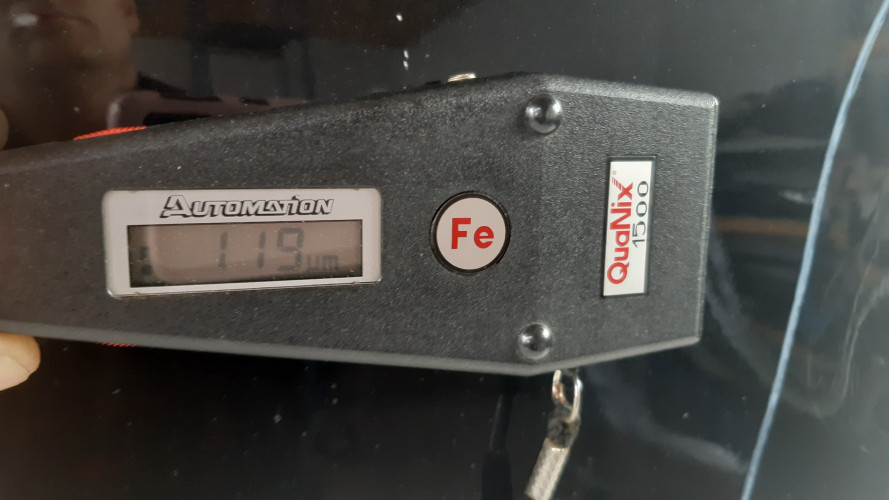 AUTOMATION
119 µm
Fe
QuaNix®
1500